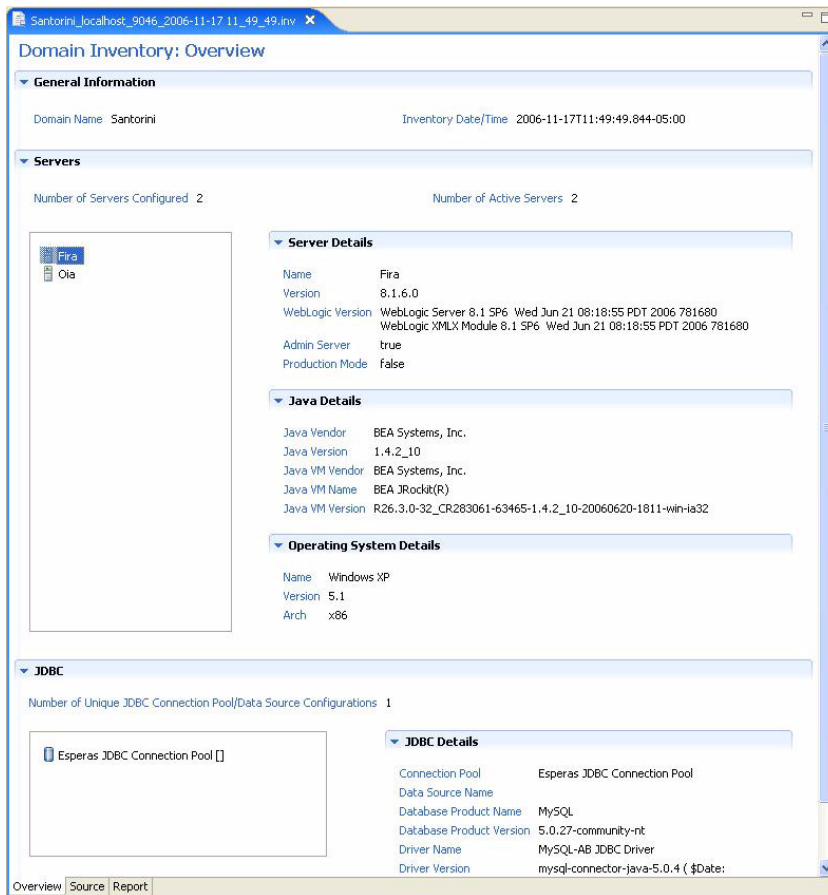 Santorini_localhost_9046_2006-11-17 11_49_49.inv
Domain Inventory: Overview
General Information
Domain Name Santorini
Inventory Date/Time 2006-11-17T11:49:49.844-05:00
Servers
Number of Servers Configured 2
Number of Active Servers 2
Fira
Oia
Server Details
Name Fira
Version 8.1.6.0
WebLogic Version WebLogic Server 8.1 SP6 Wed Jun 21 08:18:55 PDT 2006 781680
WebLogic XMLX Module 8.1 SP6 Wed Jun 21 08:18:55 PDT 2006 781680
Admin Server true
Production Mode false
Java Details
Java Vendor BEA Systems, Inc.
Java Version 1.4.2_10
Java VM Vendor BEA Systems, Inc.
Java VM Name BEA JRockit(R)
Java VM Version R26.3.0-32_CR283061-63465-1.4.2_10-20060620-1811-win-ia32
Operating System Details
Name Windows XP
Version 5.1
Arch x86
JDBC
Number of Unique JDBC Connection Pool/Data Source Configurations 1
Esperas JDBC Connection Pool []
JDBC Details
Connection Pool Esperas JDBC Connection Pool
Data Source Name
Database Product Name MySQL
Database Product Version 5.0.27-community-nt
Driver Name MySQL-AB JDBC Driver
Driver Version mysql-connector-java-5.0.4 ( $Date:
Overview Source Report